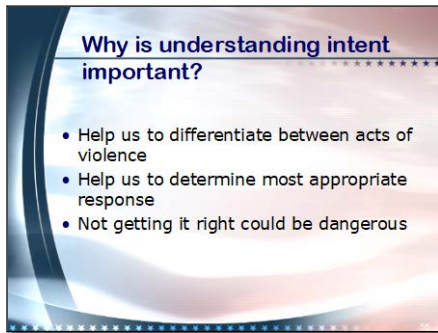 Why is understanding intent
important?
• Help us to differentiate between acts of
violence
• Help us to determine most appropriate
response
• Not getting it right could be dangerous